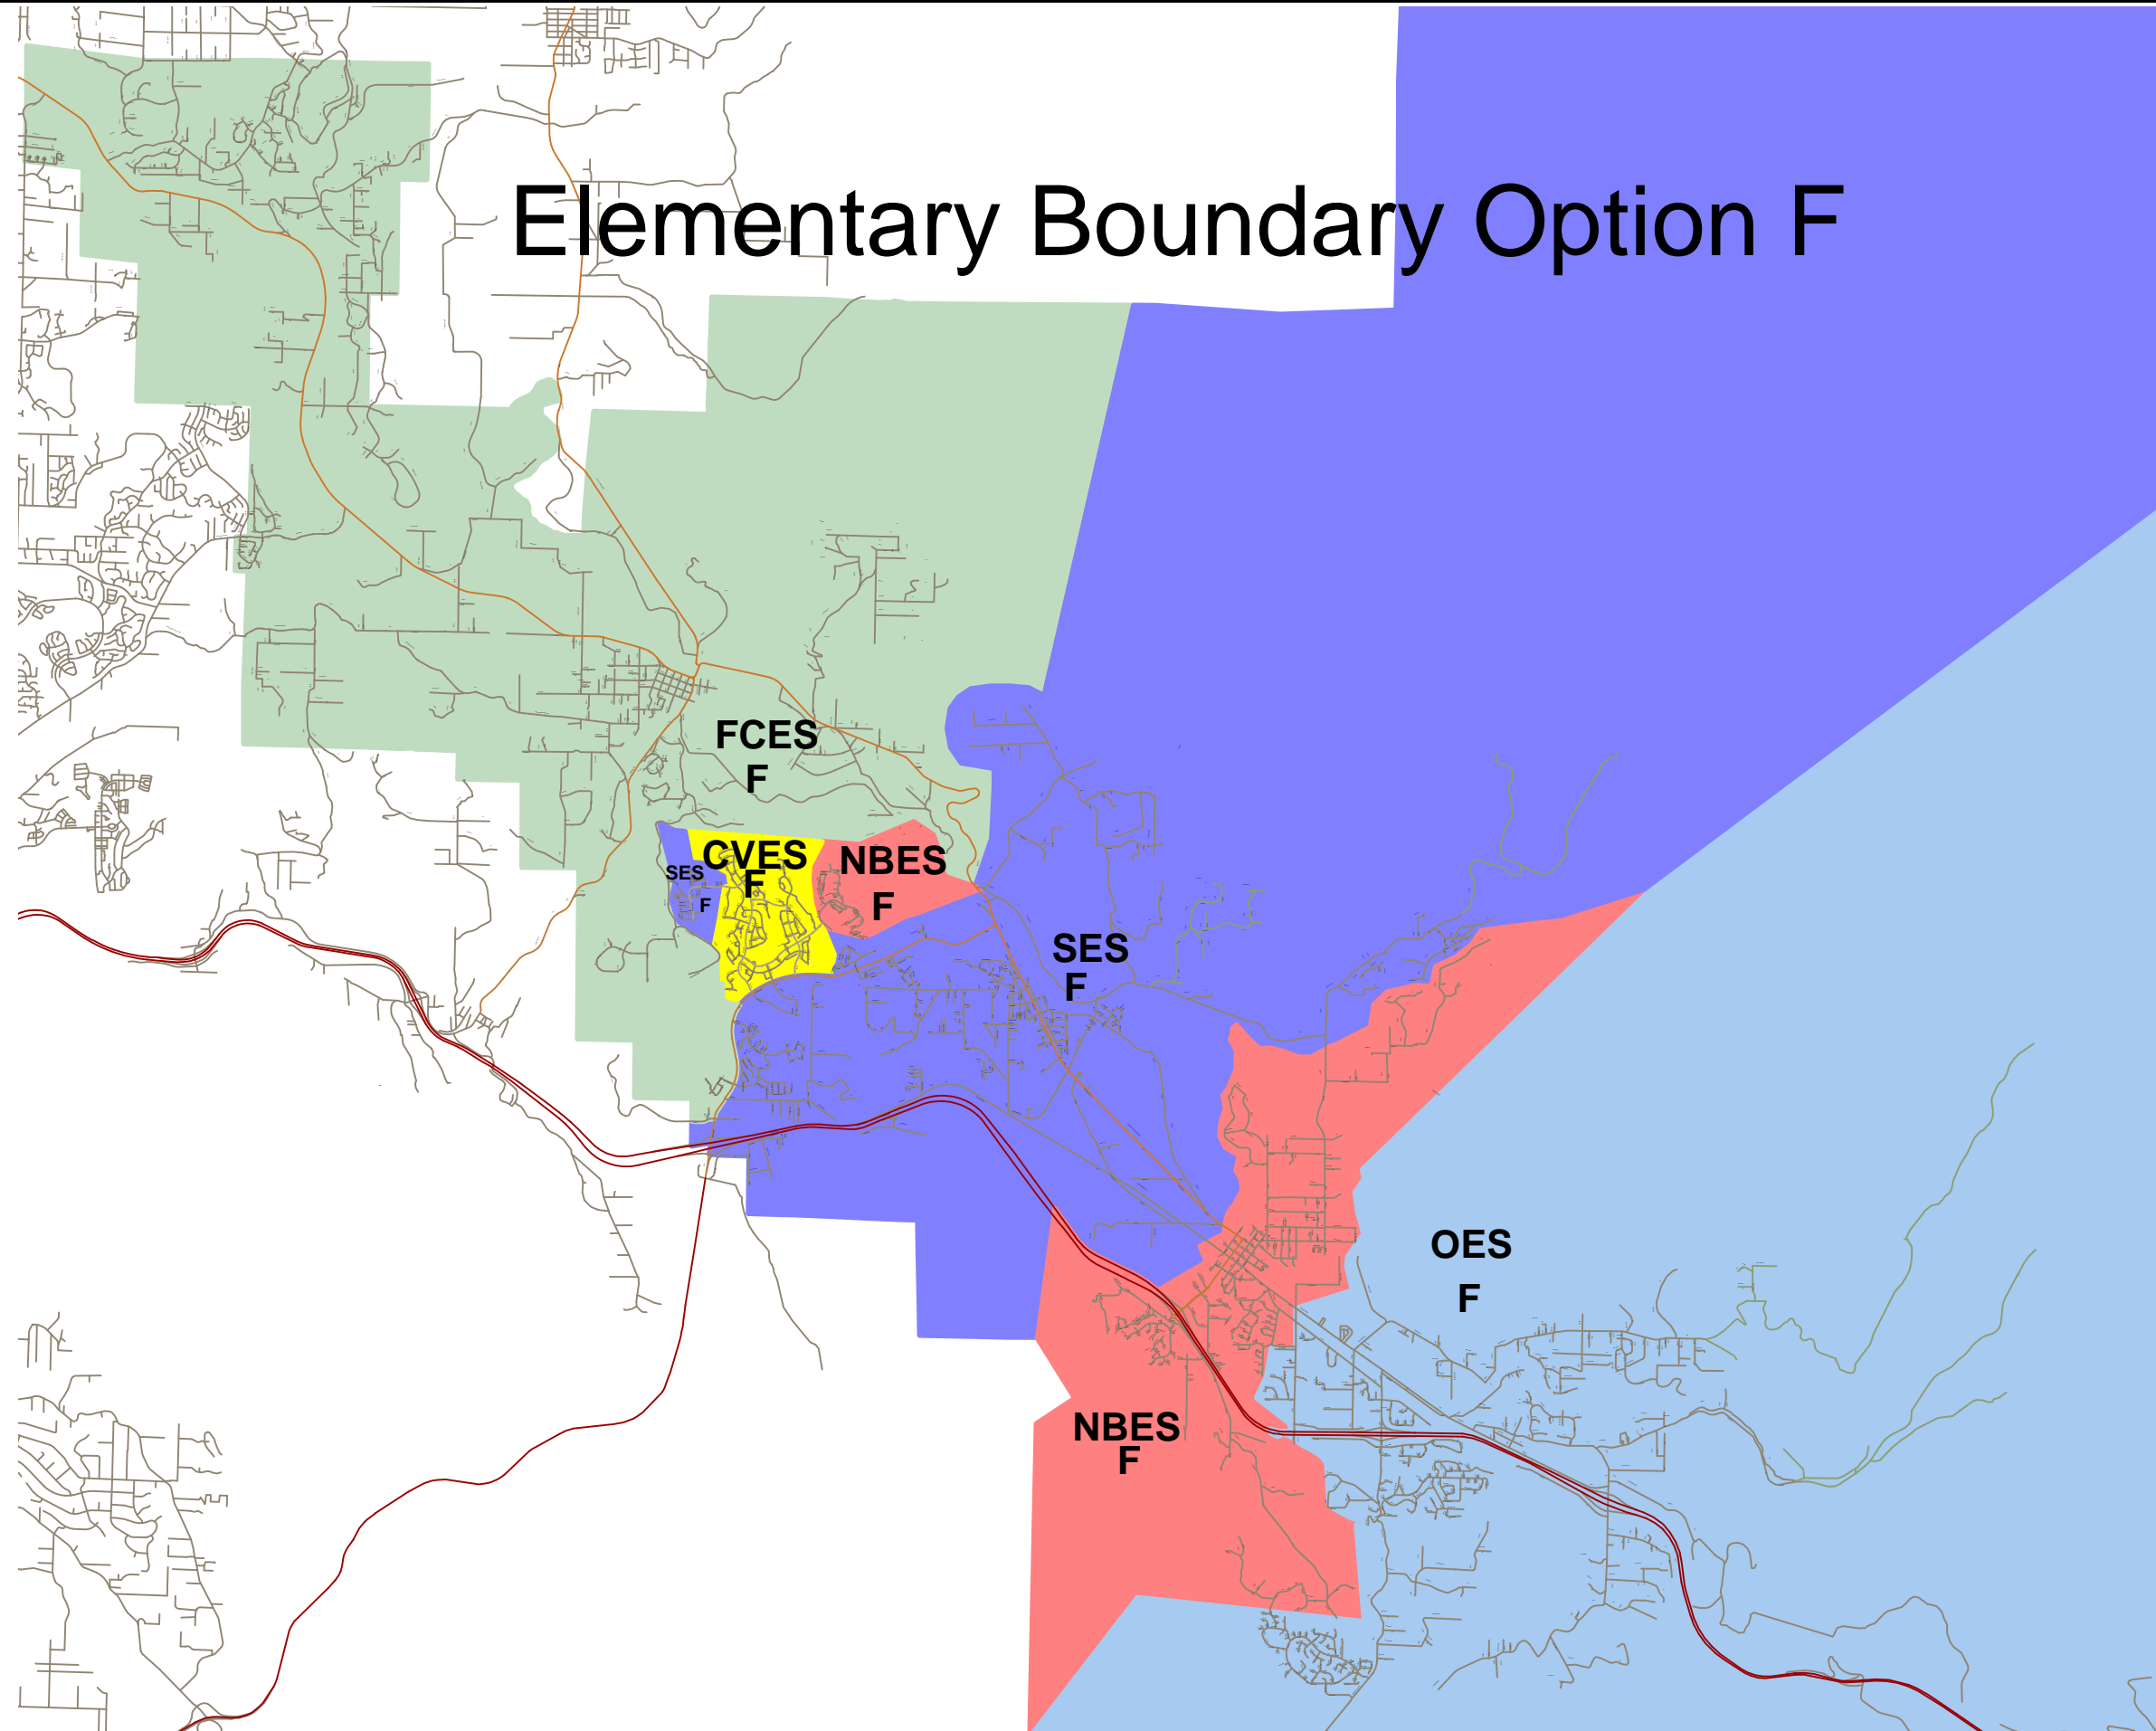 Elementary Boundary Option F
FCES
F
CVES
F
NBES
F
SES
F
SES
F
OES
F
NBES
F